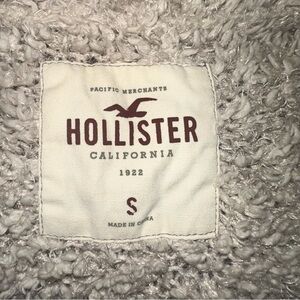 PACIFIC MERCHANTS
HOLLISTER
CALIFORNIA
1922
S
MADE IN CHINA